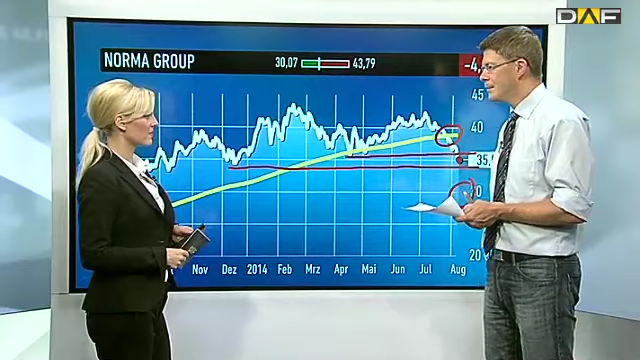 DAF
NORMA GROUP 30,07 43,79 -4,
45
40
35,
20
Nov Dez 2014 Feb Mrz Apr Mai Jun Jul Aug